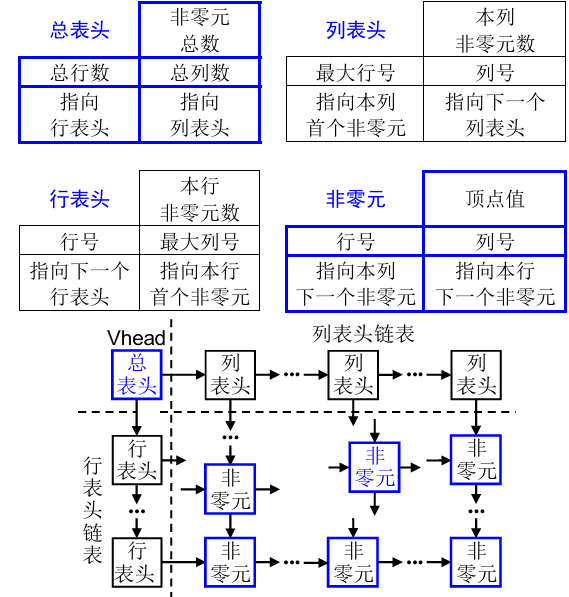 总表头
非零元
总数
总行数
总列数
指向
行表头
指向
列表头
列表头
本列
非零元数
最大行号
列号
指向本列
首个非零元
指向下一个
列表头
行表头
本行
非零元数
行号
最大列号
指向下一个
行表头
指向本行
首个非零元
非零元
顶点值
行号
列号
指向本列
下一个非零元
指向本行
下一个非零元
Vhead
列表头链表
总
表头
列
表头
•••
列
表头
•••
列
表头
行表头链表
行
表头
•••
非
零元
非
零元
非
零元
•••
•••
行
表头
非
零元
•••
非
零元
•••
非
零元